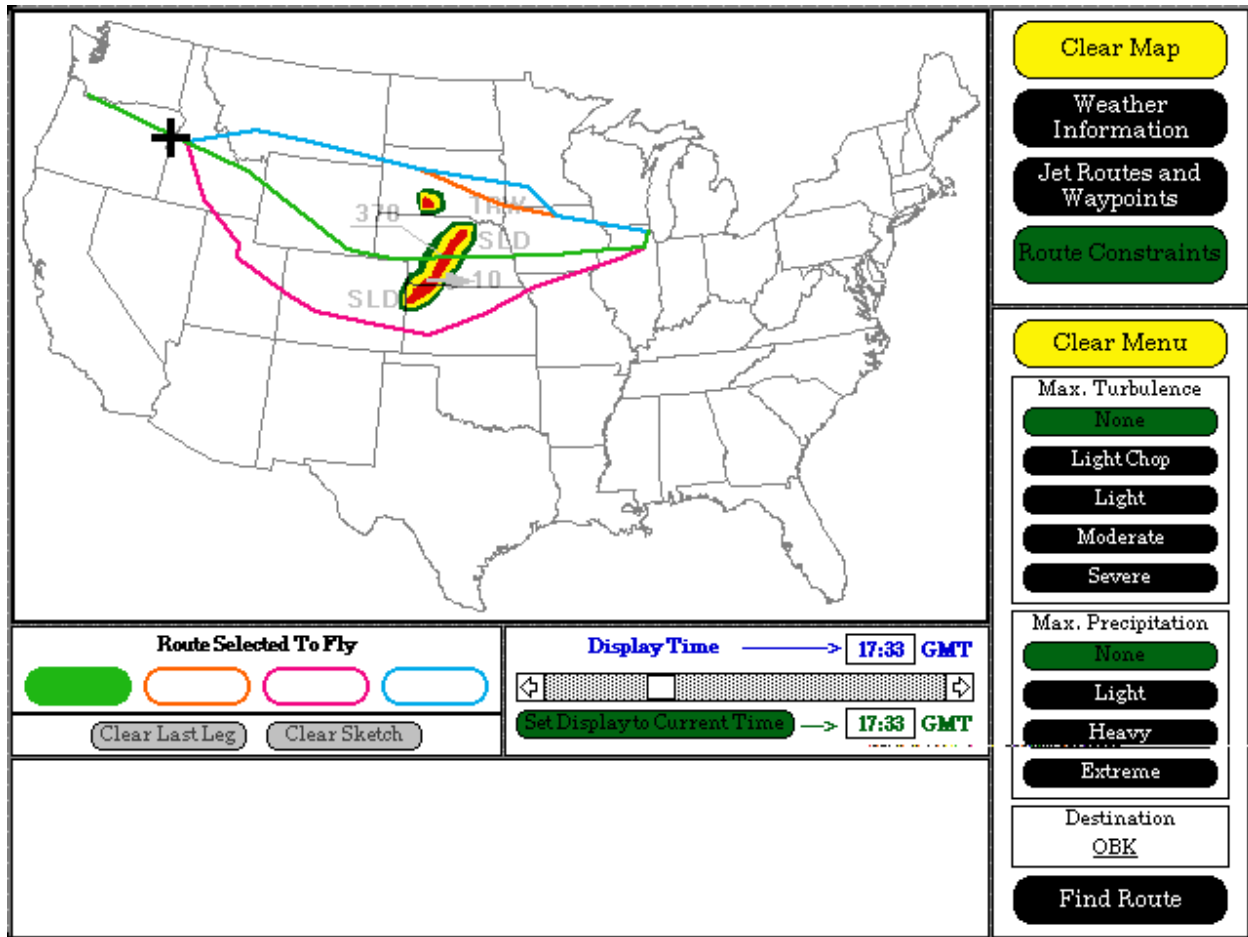 370
TRW
SLD
10
SLD
Clear Map
Weather
Information
Jet Routes and
Waypoints
Route Constraints
Clear Menu
Max. Turbulence
None
Light Chop
Light
Moderate
Severe
Max. Precipitation
None
Light
Heavy
Extreme
Destination
OBK
Find Route
Route Selected To Fly
Clear Last Leg
Clear Sketch
Display Time
17:33 GMT
Set Display to Current Time
17:33 GMT